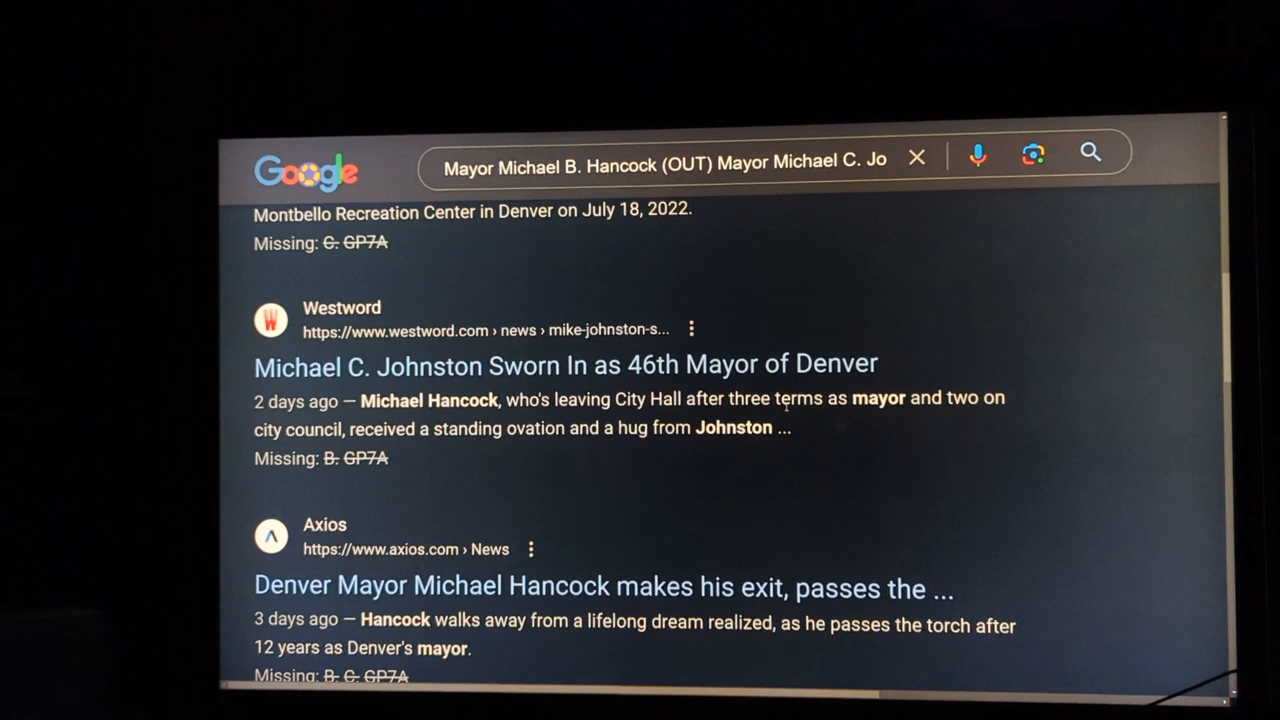 Google
Mayor Michael B. Hancock (OUT) Mayor Michael C. Jo
Montbello Recreation Center in Denver on July 18, 2022.
Missing: C. GP7A
Westword
https://www.westword.com › news › mike-johnston-s...
Michael C. Johnston Sworn In as 46th Mayor of Denver
2 days ago — Michael Hancock, who's leaving City Hall after three terms as mayor and two on
city council, received a standing ovation and a hug from Johnston ...
Missing: B. GP7A
Axios
https://www.axios.com › News
Denver Mayor Michael Hancock makes his exit, passes the ...
3 days ago — Hancock walks away from a lifelong dream realized, as he passes the torch after
12 years as Denver's mayor.
Missing: B. C. GP7A